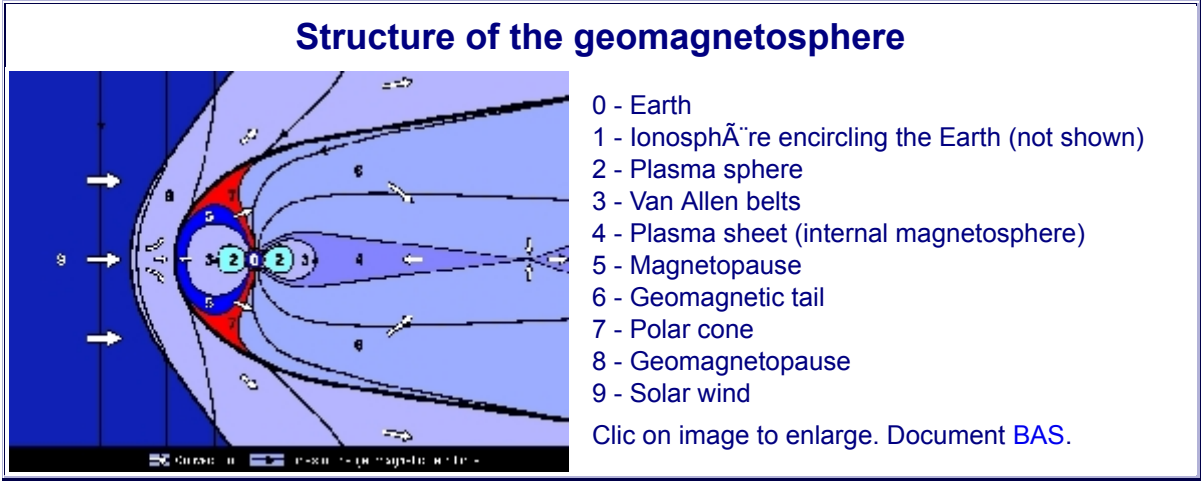 Structure of the geomagnetosphere
0 - Earth
1 - IonosphÃ¨re encircling the Earth (not shown)
2 - Plasma sphere
3 - Van Allen belts
4 - Plasma sheet (internal magnetosphere)
5 - Magnetopause
6 - Geomagnetic tail
7 - Polar cone
8 - Geomagnetopause
9 - Solar wind
Clic on image to enlarge. Document BAS.
6
7
8
5
9
3 2 0 2 3 4
5
7
6